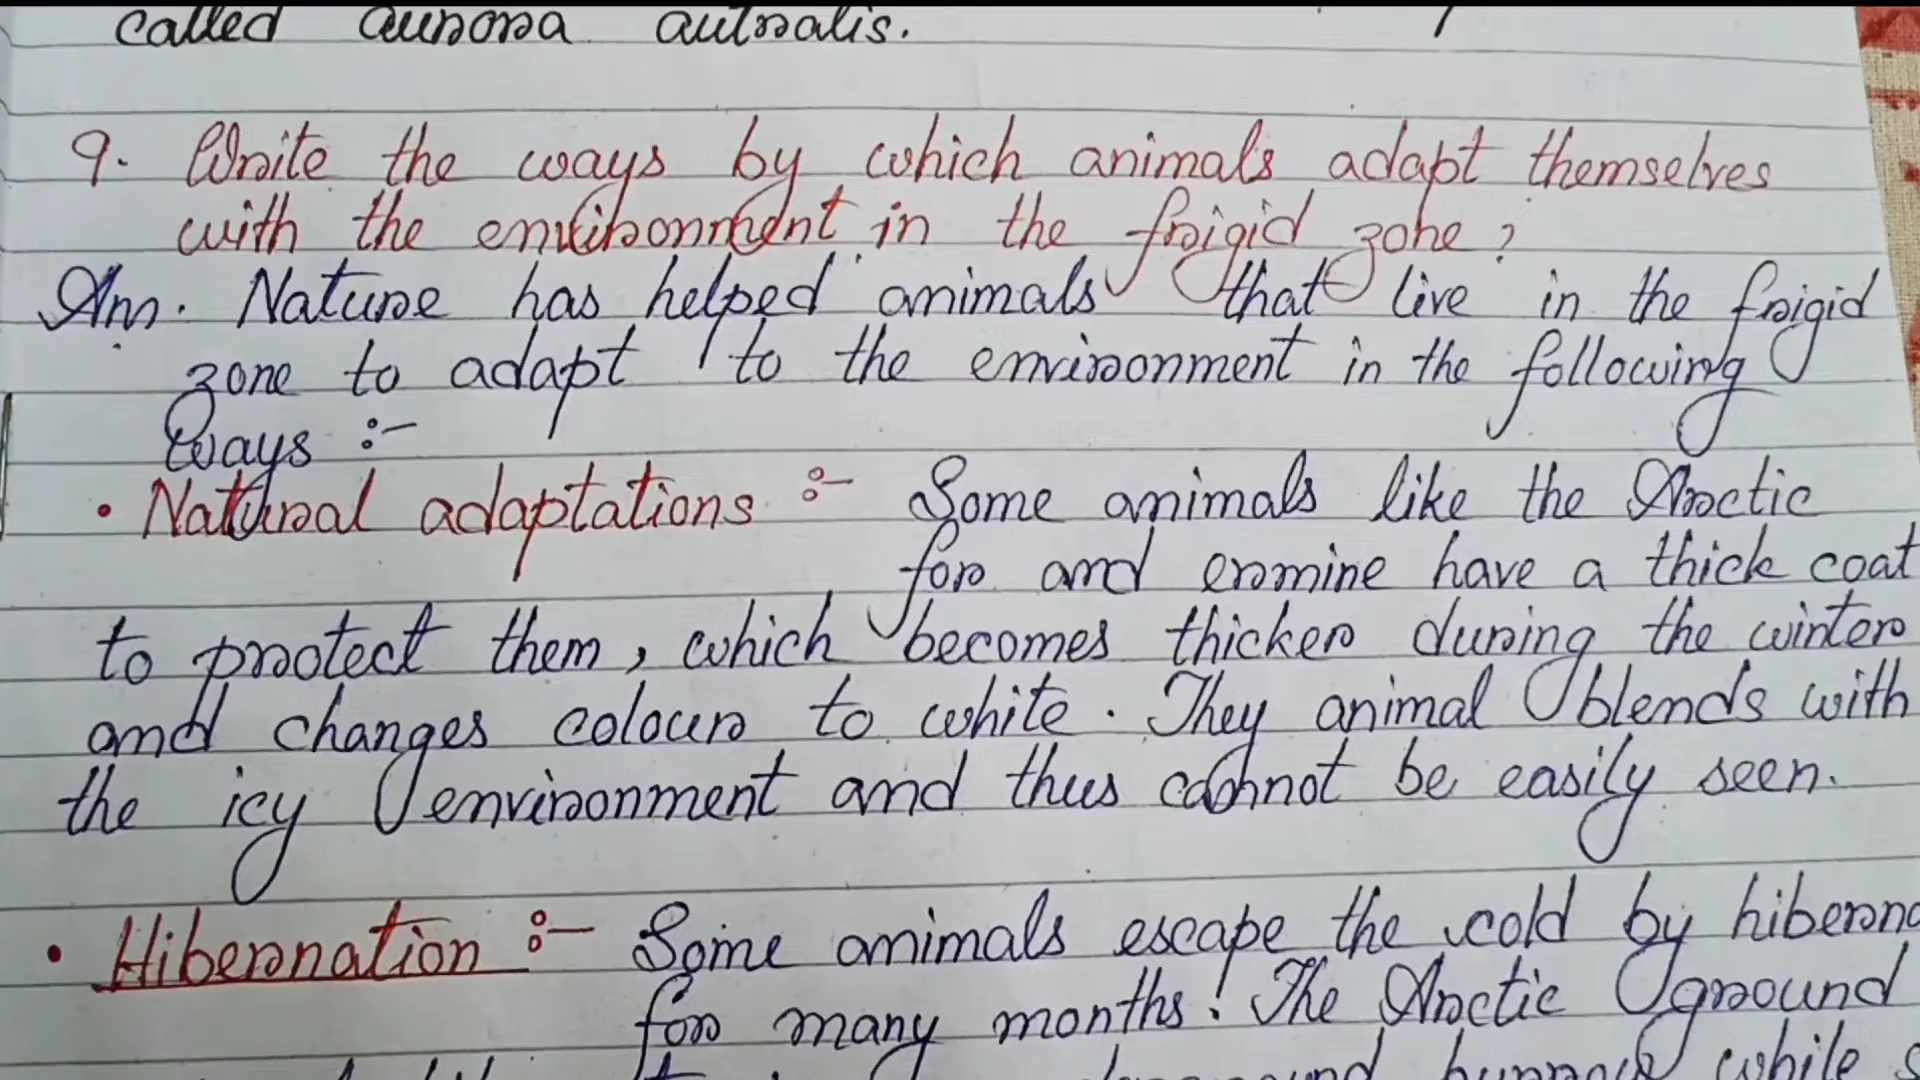 called aurora autralis.
9. Write the ways by which animals adapt themselves
with the environment in the frigid zone?
Ans. Nature has helped animals that live in the frigid
zone to adapt to the environment in the following
ways :-
• Natural adaptations :- Some animals like the Arctic
for and ermine have a thick coat
to protect them, which becomes thicker during the winter
and changes colour to white. They animal blends with
the icy environment and thus cannot be easily seen.
• Hibernation :- Some animals escape the cold by hiberna
for many months. The Arctic ground
while